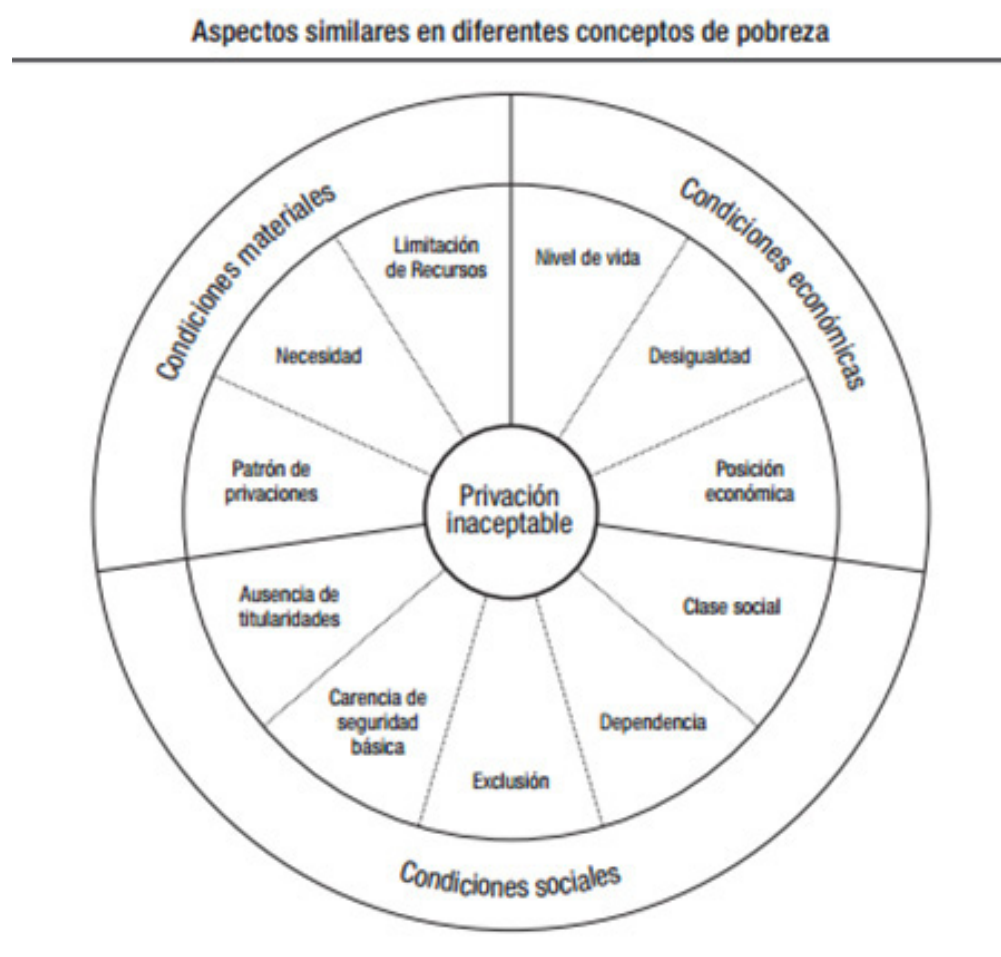 Aspectos similares en diferentes conceptos de pobreza
Condiciones materiales
Condiciones económicas
Limitación
de Recursos
Nivel de vida
Necesidad
Desigualdad
Patrón de
privaciones
Privación
inaceptable
Posición
económica
Ausencia de
titularidades
Clase social
Carencia de
seguridad
básica
Dependencia
Exclusión
Condiciones sociales